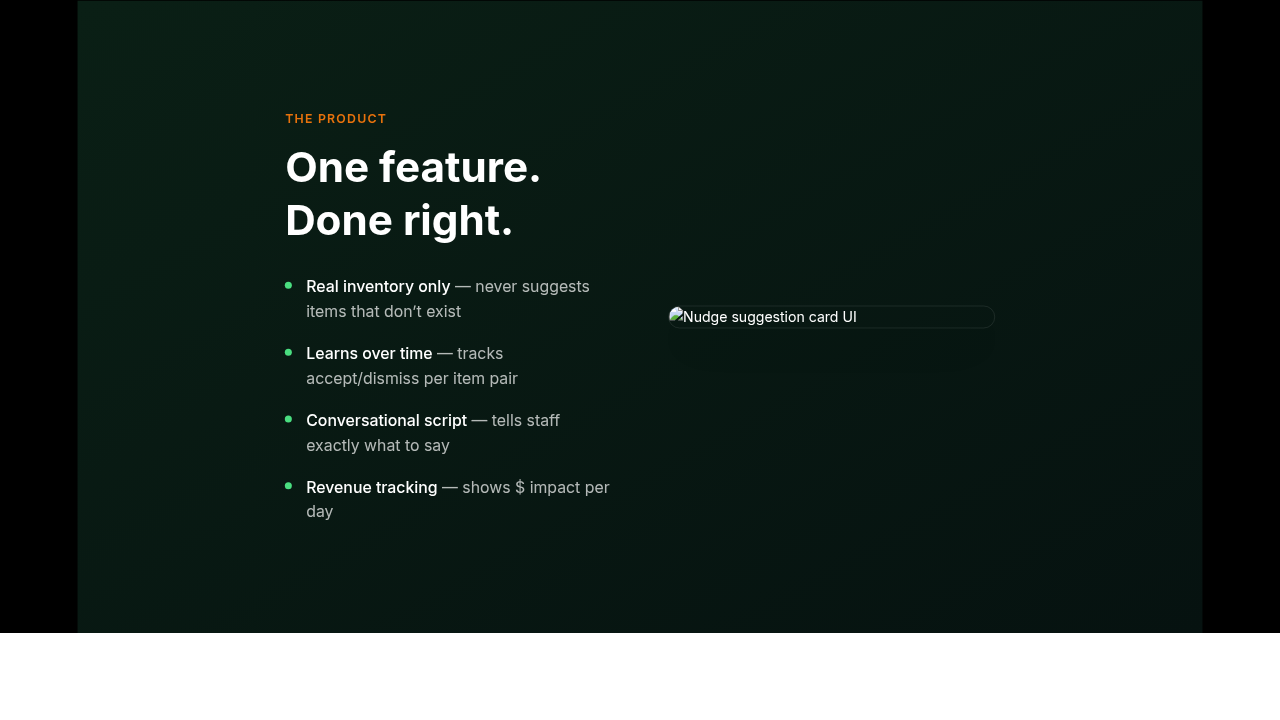 THE PRODUCT
One feature.
Done right.
Real inventory only — never suggests
items that don't exist
Learns over time — tracks
accept/dismiss per item pair
Conversational script — tells staff
exactly what to say
Revenue tracking — shows $ impact per
day
Nudge suggestion card UI